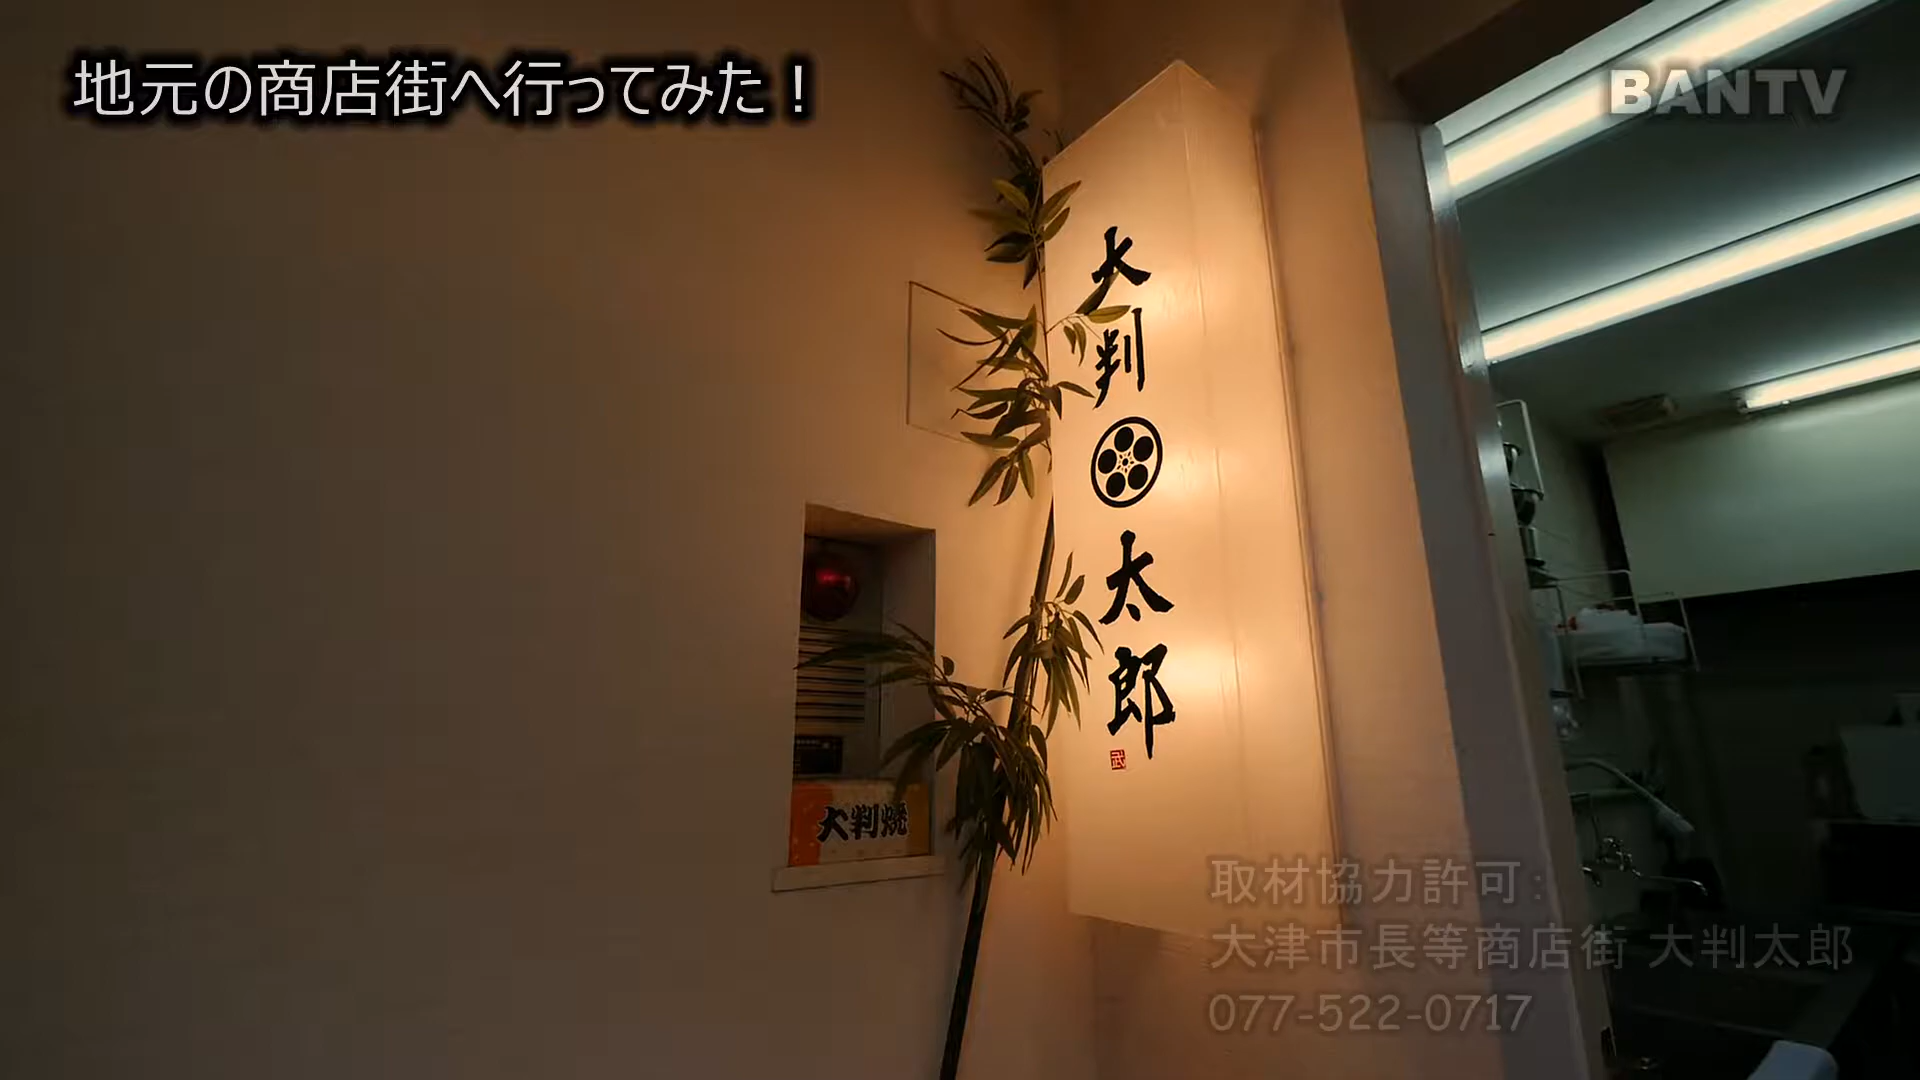 地元の商店街へ行ってみた！
BANTV
大判太郎
武
大判焼
取材協力許可:
大津市長等商店街 大判太郎
077-522-0717